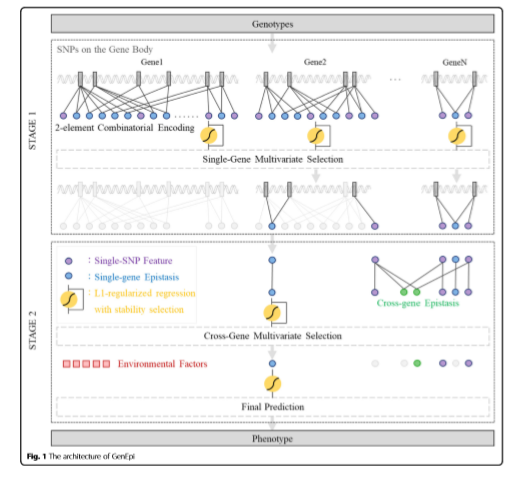 Genotypes
SNPs on the Gene Body
Gene1 Gene2 GeneN
...
STAGE 1
2-element Combinatorial Encoding
Single-Gene Multivariate Selection
STAGE 2
: Single-SNP Feature
: Single-gene Epistasis
: L1-regularized regression
with stability selection
Cross-gene Epistasis
Cross-Gene Multivariate Selection
Environmental Factors
Final Prediction
Phenotype
Fig. 1 The architecture of GenEpi